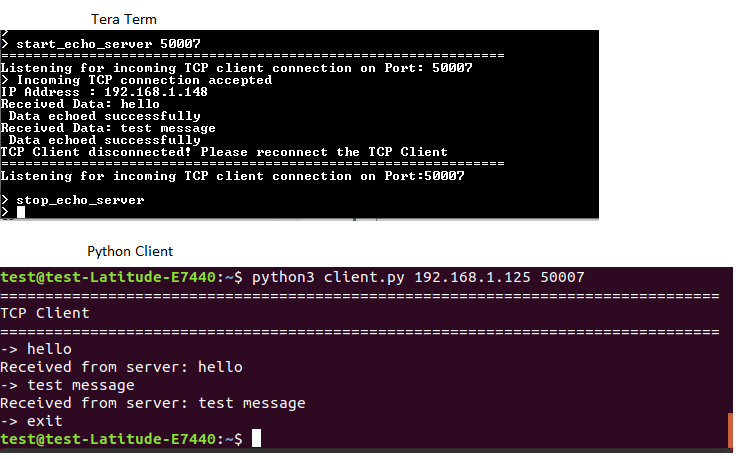 Tera Term
>
> start_echo_server 50007
===============================================================
Listening for incoming TCP client connection on Port: 50007
> Incoming TCP connection accepted
IP Address : 192.168.1.148
Received Data: hello
 Data echoed successfully
Received Data: test message
 Data echoed successfully
TCP Client disconnected! Please reconnect the TCP Client
===============================================================
Listening for incoming TCP client connection on Port:50007
> stop_echo_server
>
Python Client
test@test-Latitude-E7440:~$ python3 client.py 192.168.1.125 50007
================================================================================
TCP Client
================================================================================
-> hello
Received from server: hello
-> test message
Received from server: test message
-> exit
test@test-Latitude-E7440:~$